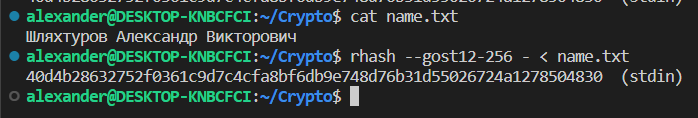 alexander@DESKTOP-KNBCFCI:~/Crypto$ cat name.txt
Шляхтуров Александр Викторович
alexander@DESKTOP-KNBCFCI:~/Crypto$ rhash --gost12-256 - < name.txt
40d4b28632752f0361c9d7c4cfa8bf6db9e748d76b31d55026724a1278504830 (stdin)
alexander@DESKTOP-KNBCFCI:~/Crypto$